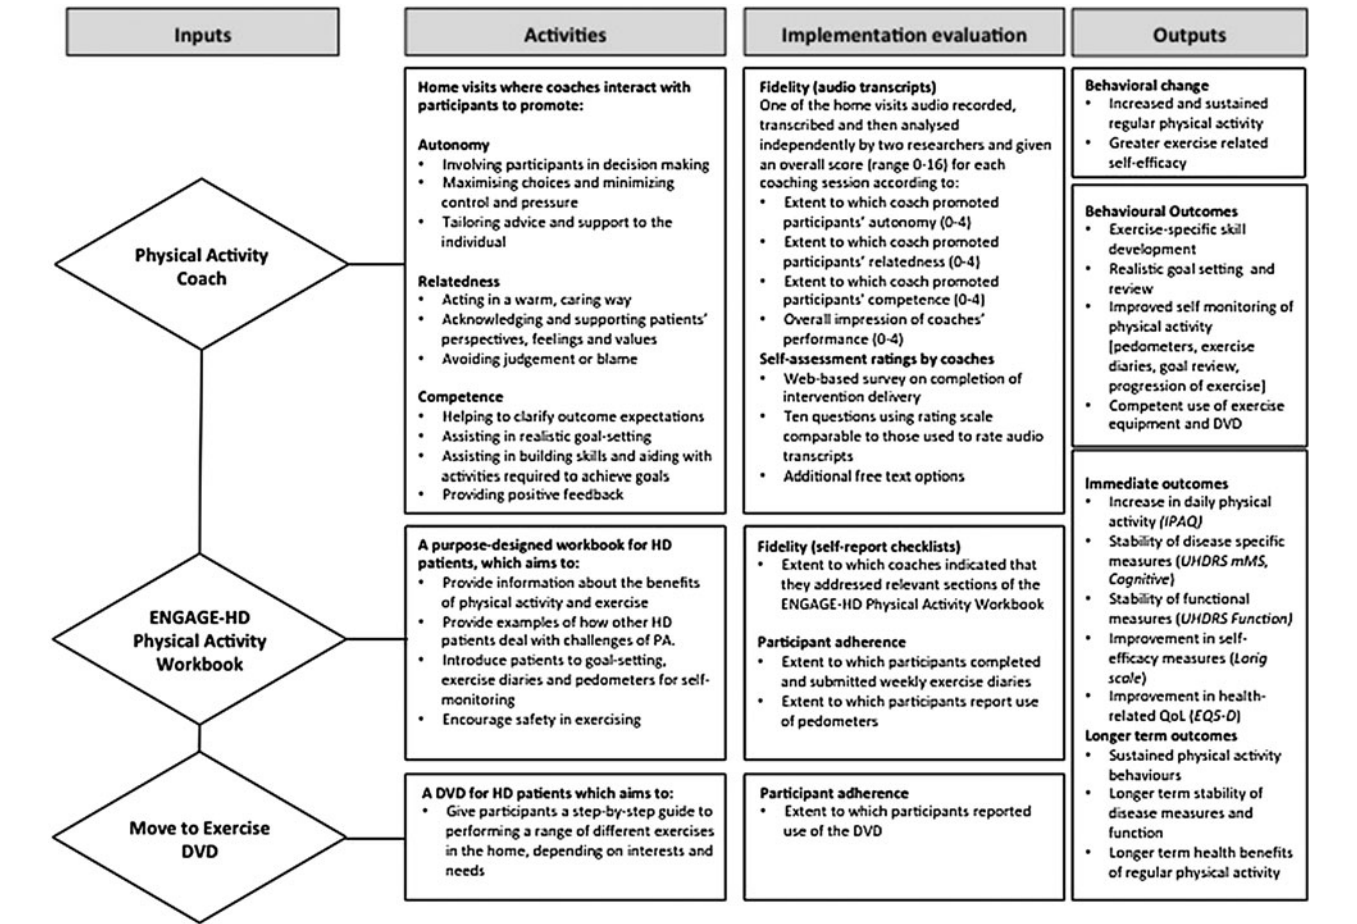 Inputs
Activities
Implementation evaluation
Outputs
Physical Activity
Coach
ENGAGE-HD
Physical Activity
Workbook
Move to Exercise
DVD
Home visits where coaches interact with
participants to promote:
Autonomy
• Involving participants in decision making
• Maximising choices and minimizing
control and pressure
• Tailoring advice and support to the
individual
Relatedness
• Acting in a warm, caring way
• Acknowledging and supporting patients'
perspectives, feelings and values
• Avoiding judgement or blame
Competence
• Helping to clarify outcome expectations
• Assisting in realistic goal-setting
• Assisting in building skills and aiding with
activities required to achieve goals
• Providing positive feedback
A purpose-designed workbook for HD
patients, which aims to:
• Provide information about the benefits
of physical activity and exercise
• Provide examples of how other HD
patients deal with challenges of PA.
• Introduce patients to goal-setting,
exercise diaries and pedometers for self-
monitoring
• Encourage safety in exercising
A DVD for HD patients which aims to:
• Give participants a step-by-step guide to
performing a range of different exercises
in the home, depending on interests and
needs
Fidelity (audio transcripts)
One of the home visits audio recorded,
transcribed and then analysed
independently by two researchers and given
an overall score (range 0-16) for each
coaching session according to:
• Extent to which coach promoted
participants' autonomy (0-4)
• Extent to which coach promoted
participants' relatedness (0-4)
• Extent to which coach promoted
participants' competence (0-4)
• Overall impression of coaches'
performance (0-4)
Self-assessment ratings by coaches
• Web-based survey on completion of
intervention delivery
• Ten questions using rating scale
comparable to those used to rate audio
transcripts
• Additional free text options
Fidelity (self-report checklists)
• Extent to which coaches indicated that
they addressed relevant sections of the
ENGAGE-HD Physical Activity Workbook
Participant adherence
• Extent to which participants completed
and submitted weekly exercise diaries
• Extent to which participants report use
of pedometers
Participant adherence
• Extent to which participants reported
use of the DVD
Behavioral change
• Increased and sustained
regular physical activity
• Greater exercise related
self-efficacy
Behavioural Outcomes
• Exercise-specific skill
development
• Realistic goal setting and
review
• Improved self monitoring of
physical activity
[pedometers, exercise
diaries, goal review,
progression of exercise]
• Competent use of exercise
equipment and DVD
Immediate outcomes
• Increase in daily physical
activity (IPAQ)
• Stability of disease specific
measures (UHDRS mMS,
Cognitive)
• Stability of functional
measures (UHDRS Function)
• Improvement in self-
efficacy measures (Lorig
scale)
• Improvement in health-
related QoL (EQ5-D)
Longer term outcomes
• Sustained physical activity
behaviours
• Longer term stability of
disease measures and
function
• Longer term health benefits
of regular physical activity